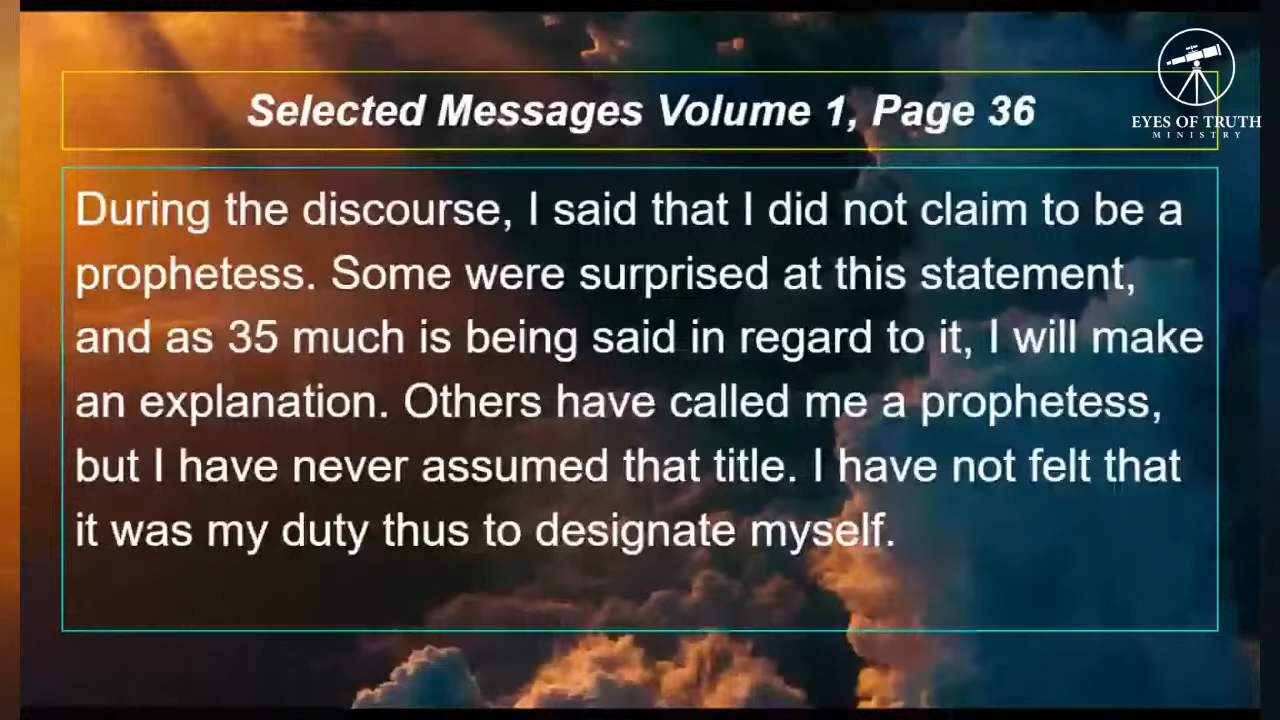 Selected Messages Volume 1, Page 36
EYES OF TRUTH
MINISTRY
During the discourse, I said that I did not claim to be a
prophetess. Some were surprised at this statement,
and as 35 much is being said in regard to it, I will make
an explanation. Others have called me a prophetess,
but I have never assumed that title. I have not felt that
it was my duty thus to designate myself.